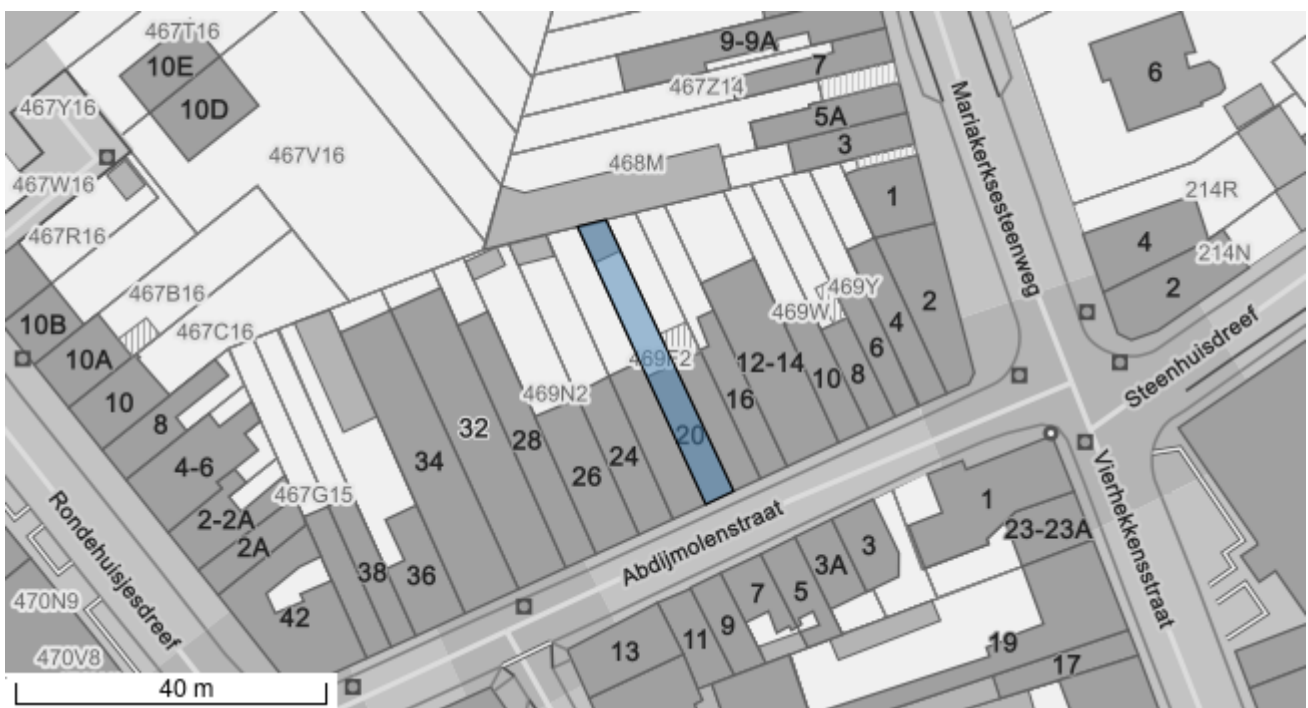 467T16
9-9A
10E
7
6
467Z14
467Y16
10D
5A
3
467V16
468M
467W16
Mariakerksesteenweg
1
214R
467R16
4
214N
467B16
469Y
2
2
10B
469W
4
467C16
6
Steenhuisdreef
10A
469F2
12-14
10
8
10
469N2
16
8
32
20
28
24
34
26
4-6
Vierhekkensstraat
467G15
1
2-2A
Abdijmolenstraat
23-23A
2A
3
Rondehuisjesdreef
38
36
3A
7
5
470N9
42
9
11
19
13
470V8
17
40 m